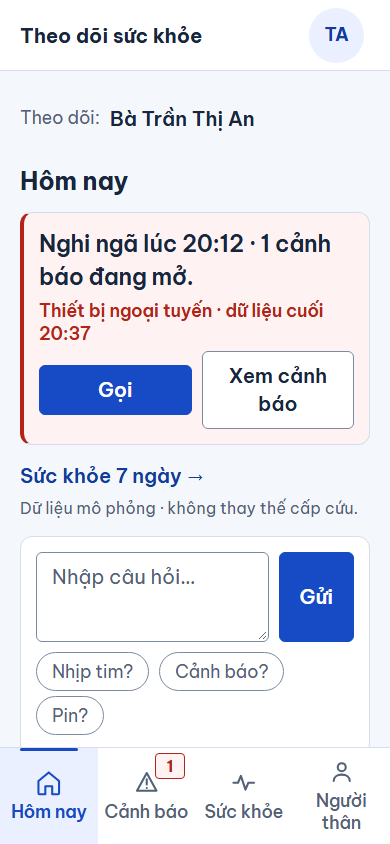 Theo dõi sức khỏe
TA
Theo dõi: Bà Trần Thị An
Hôm nay
Nghi ngã lúc 20:12 · 1 cảnh
báo đang mở.
Thiết bị ngoại tuyến · dữ liệu cuối
20:37
Gọi
Xem cảnh
báo
Sức khỏe 7 ngày →
Dữ liệu mô phỏng · không thay thế cấp cứu.
Nhập câu hỏi...
Gửi
Nhịp tim?
Cảnh báo?
Pin?
Hôm nay
1
Cảnh báo
Sức khỏe
Người
thân